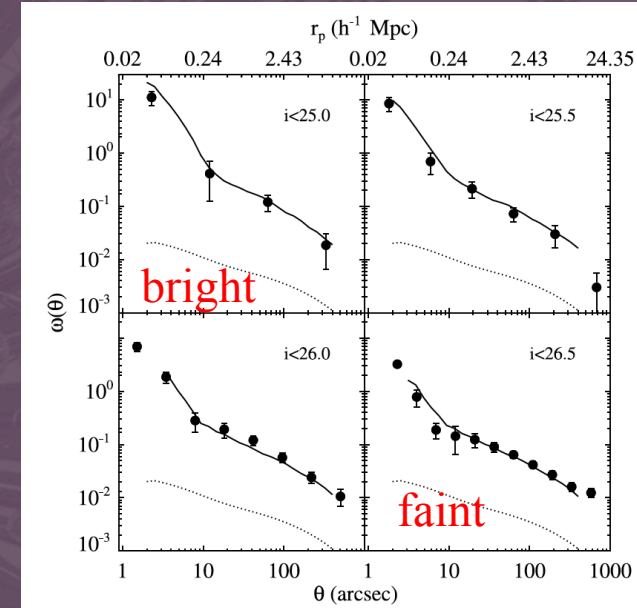 r_p (h^-1 Mpc)
0.02 0.24 2.43 0.02 0.24 2.43 24.35
10^1
10^0
10^-1
10^-2
10^-3
i<25.0
i<25.5
bright
ω(θ)
10^0
10^-1
10^-2
10^-3
i<26.0
i<26.5
faint
1 10 100 1 10 100 1000
θ (arcsec)